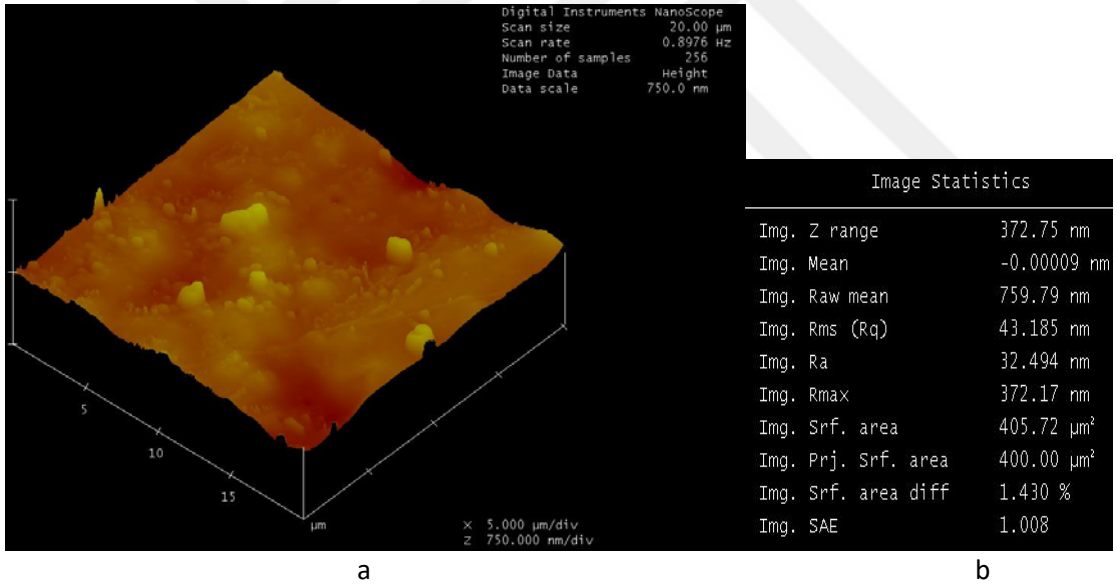 Digital Instruments NanoScope
Scan size 20.00 µm
Scan rate 0.8976 Hz
Number of samples 256
Image Data Height
Data scale 750.0 nm
5
10
15
µm
X 5.000 µm/div
Z 750.000 nm/div
a
Image Statistics
Img. Z range 372.75 nm
Img. Mean -0.00009 nm
Img. Raw mean 759.79 nm
Img. Rms (Rq) 43.185 nm
Img. Ra 32.494 nm
Img. Rmax 372.17 nm
Img. Srf. area 405.72 µm²
Img. Prj. Srf. area 400.00 µm²
Img. Srf. area diff 1.430 %
Img. SAE 1.008
b